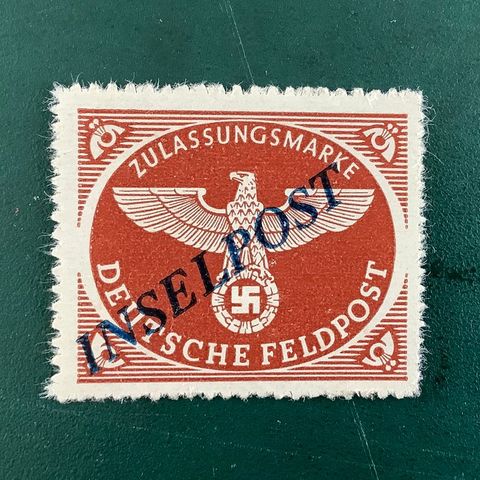 ZULASSUNGSMARKE
INSELPOST
DEUTSCHE FELDPOST